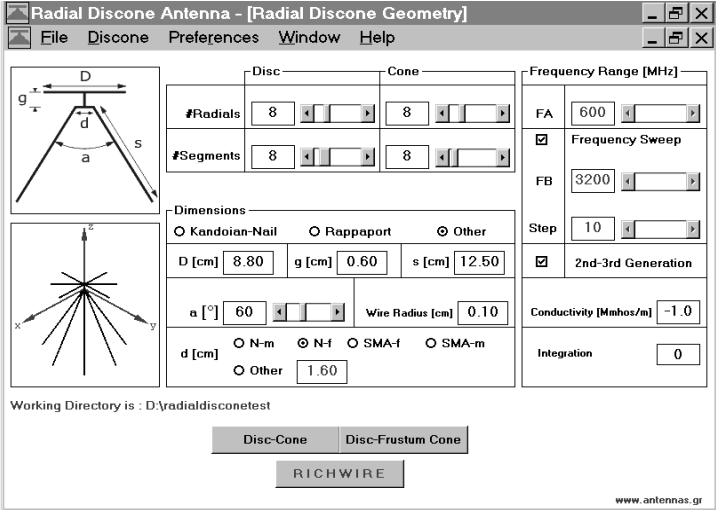 Radial Discone Antenna - [Radial Discone Geometry]
File Discone Preferences Window Help
D
g
d
s
a
z
x
y
Disc Cone
#Radials 8 8
#Segments 8 8
Dimensions
Kandoian-Nail Rappaport Other
D [cm] 8.80 g [cm] 0.60 s [cm] 12.50
a [°] 60 Wire Radius [cm] 0.10
d [cm] N-m N-f SMA-f SMA-m
Other 1.60
Frequency Range [MHz]
FA 600
Frequency Sweep
FB 3200
Step 10
2nd-3rd Generation
Conductivity [Mmhos/m] -1.0
Integration 0
Working Directory is : D:\radialdisconetest
Disc-Cone Disc-Frustum Cone
RICHWIRE
www.antennas.gr